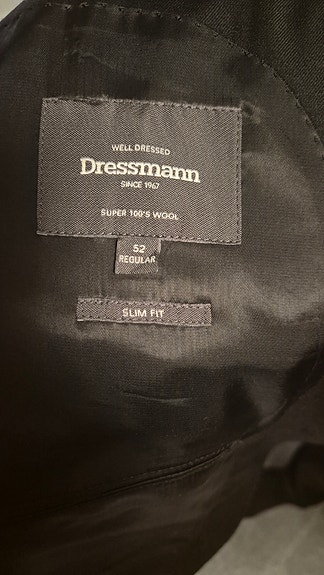 WELL DRESSED
Dressmann
SINCE 1967
SUPER 100'S WOOL
52
REGULAR
SLIM FIT